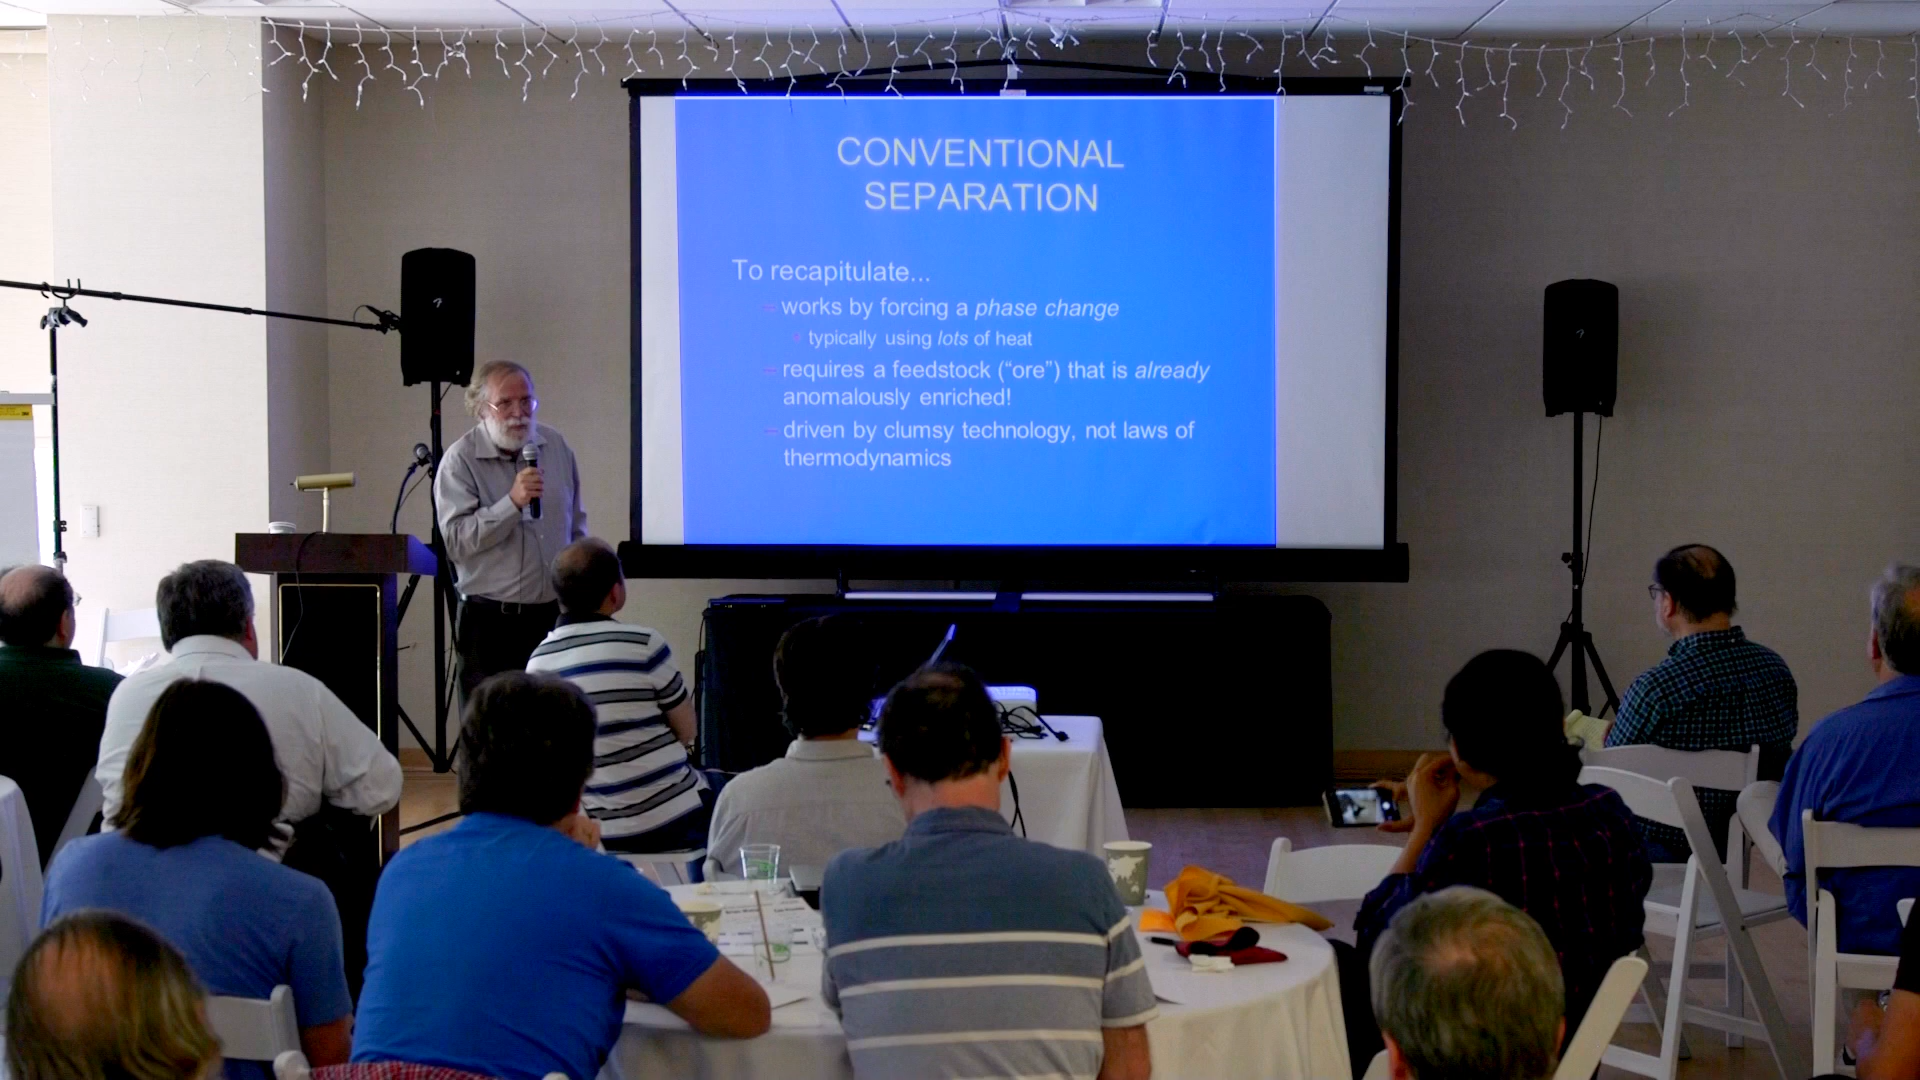 CONVENTIONAL
SEPARATION
To recapitulate...
– works by forcing a phase change
• typically using lots of heat
– requires a feedstock (“ore”) that is already
anomalously enriched!
– driven by clumsy technology, not laws of
thermodynamics